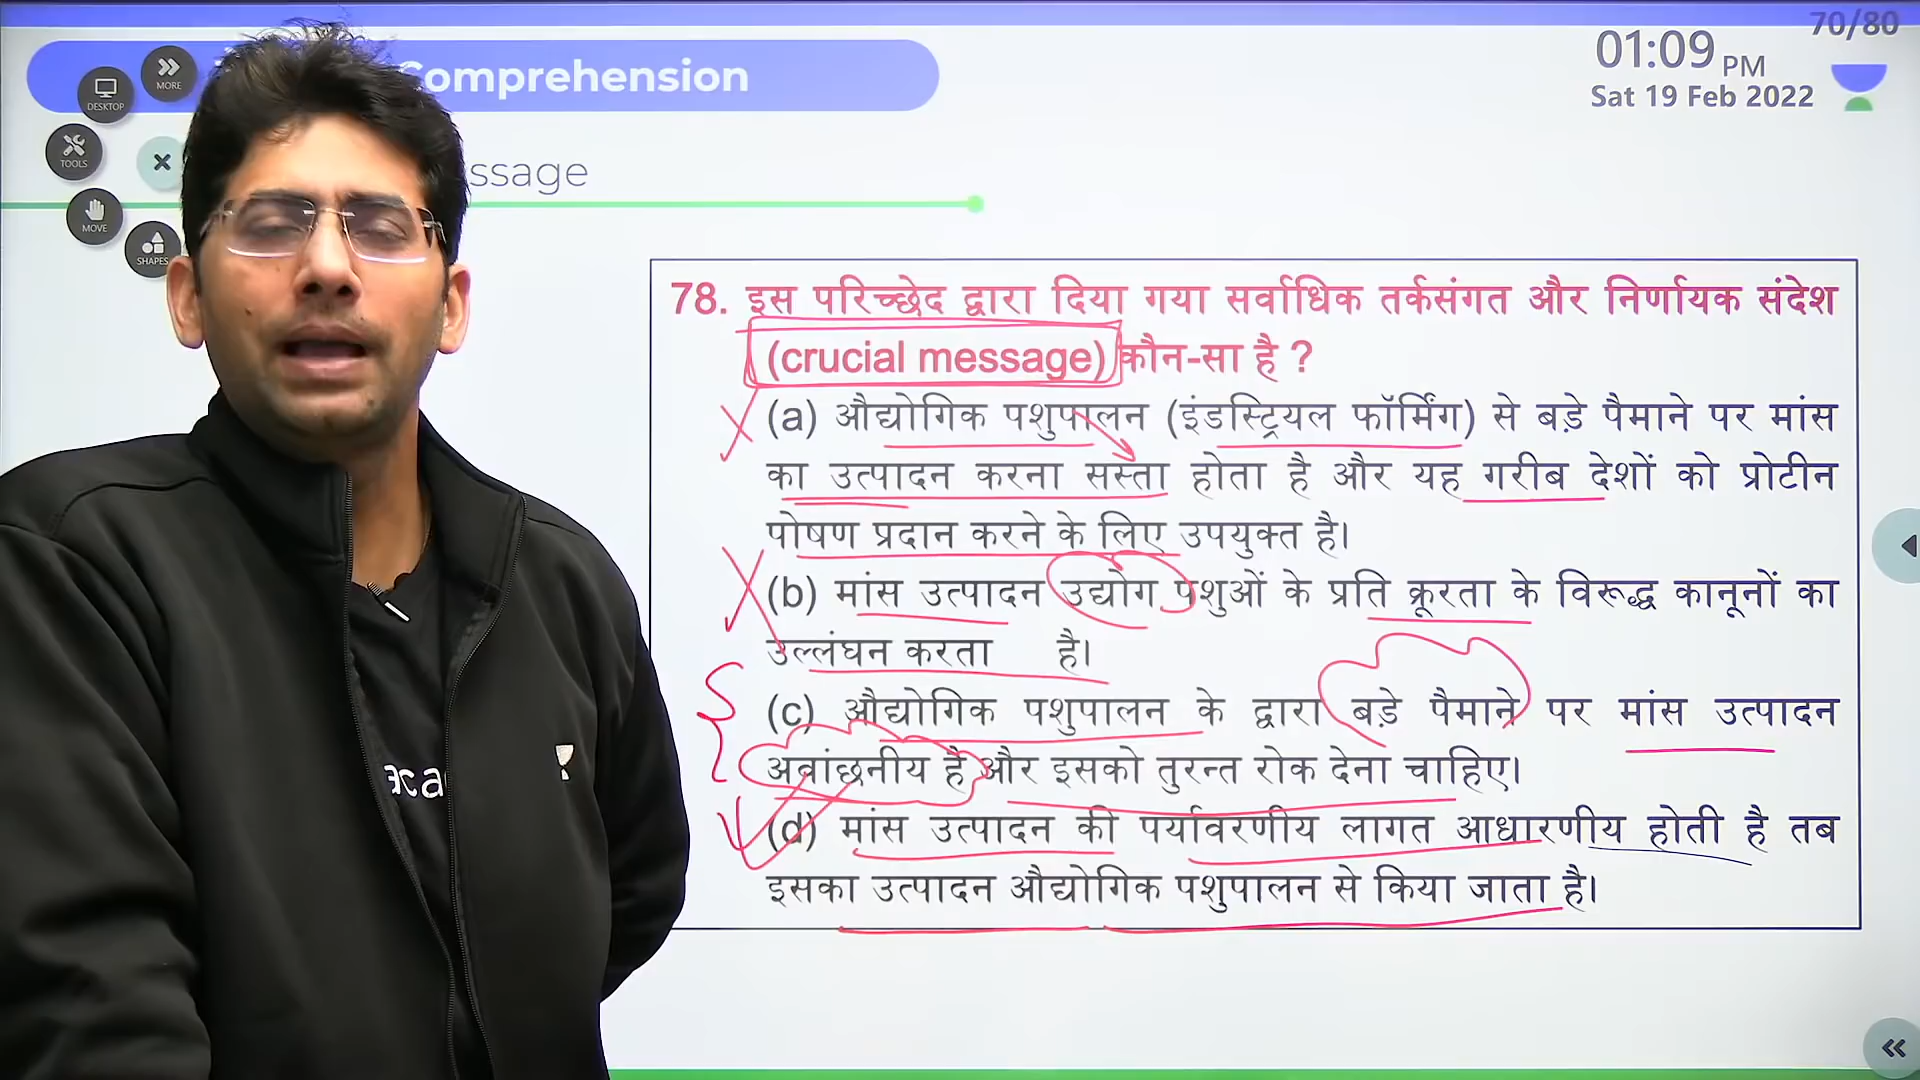 70/80
01:09 PM
Sat 19 Feb 2022
Comprehension
ssage
MORE
DESKTOP
TOOLS
MOVE
SHAPES
78. इस परिच्छेद द्वारा दिया गया सर्वाधिक तर्कसंगत और निर्णायक संदेश
(crucial message) कौन-सा है ?
(a) औद्योगिक पशुपालन (इंडस्ट्रियल फॉर्मिंग) से बड़े पैमाने पर मांस
का उत्पादन करना सस्ता होता है और यह गरीब देशों को प्रोटीन
पोषण प्रदान करने के लिए उपयुक्त है।
(b) मांस उत्पादन उद्योग पशुओं के प्रति क्रूरता के विरूद्ध कानूनों का
उल्लंघन करता है।
(c) औद्योगिक पशुपालन के द्वारा बड़े पैमाने पर मांस उत्पादन
अवांछनीय है और इसको तुरन्त रोक देना चाहिए।
(d) मांस उत्पादन की पर्यावरणीय लागत आधारणीय होती है तब
इसका उत्पादन औद्योगिक पशुपालन से किया जाता है।
aca